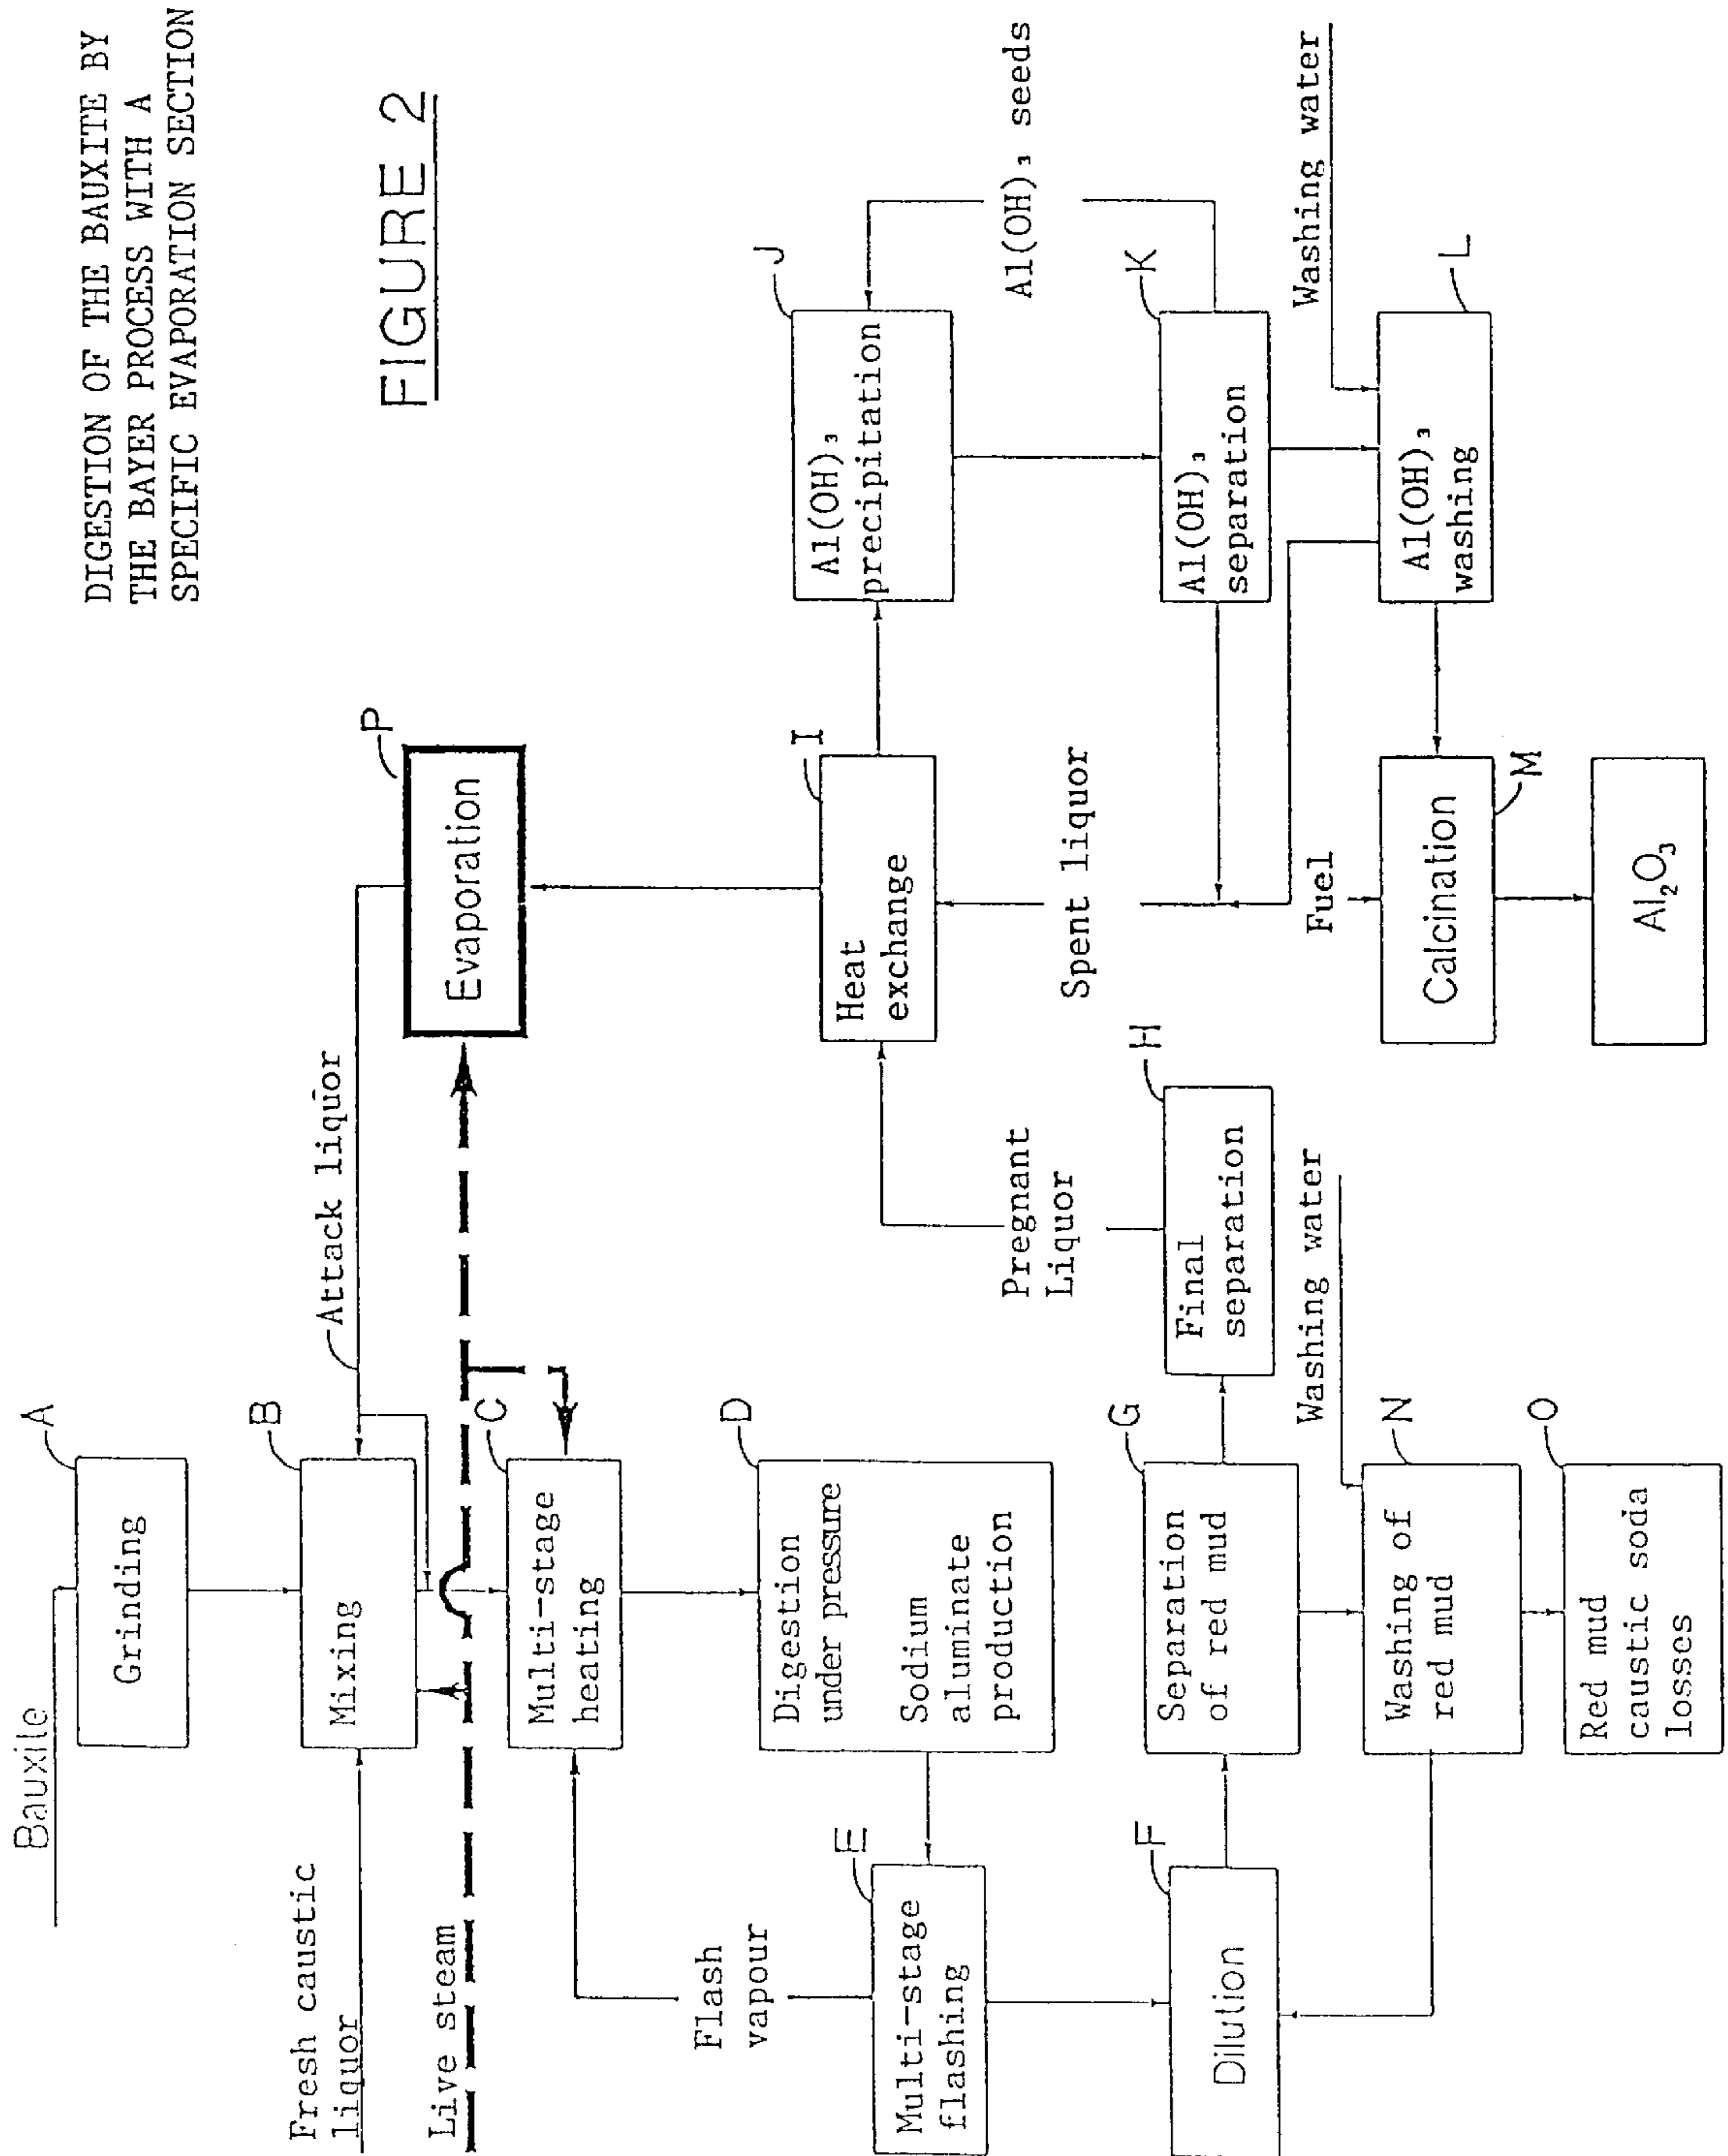 DIGESTION OF THE BAUXITE BY
THE BAYER PROCESS WITH A
SPECIFIC EVAPORATION SECTION
FIGURE 2
Bauxite
A
Grinding
Fresh caustic
liquor
B
Mixing
Attack liquor
P
Evaporation
Live steam
C
Multi-stage
heating
D
Digestion
under pressure
Sodium
aluminate
production
Flash
vapour
E
Multi-stage
flashing
F
Dilution
G
Separation
of red mud
H
Final
separation
Pregnant
Liquor
I
Heat
exchange
J
Al(OH)₃
precipitation
Al(OH)₃ seeds
K
Al(OH)₃
separation
Spent liquor
Washing water
L
Al(OH)₃
washing
Fuel
Calcination
M
Al₂O₃
Washing water
N
Washing of
red mud
O
Red mud
caustic soda
losses